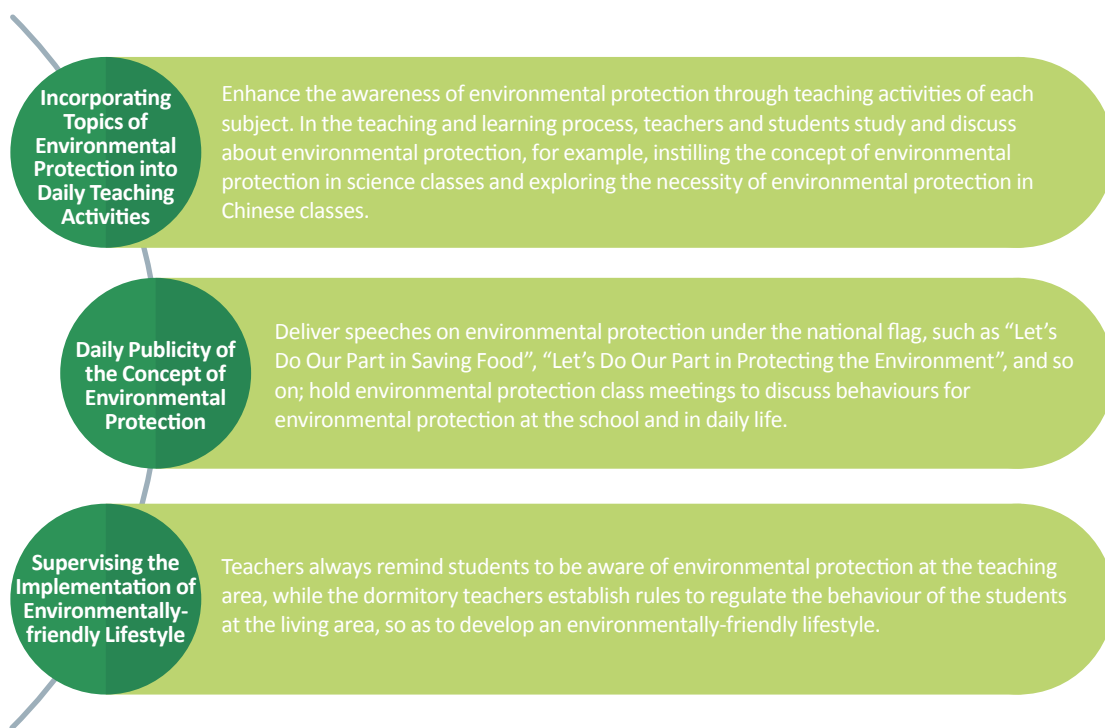 Incorporating
Topics of
Environmental
Protection into
Daily Teaching
Activities
Enhance the awareness of environmental protection through teaching activities of each
subject. In the teaching and learning process, teachers and students study and discuss
about environmental protection, for example, instilling the concept of environmental
protection in science classes and exploring the necessity of environmental protection in
Chinese classes.
Daily Publicity of
the Concept of
Environmental
Protection
Deliver speeches on environmental protection under the national flag, such as “Let’s
Do Our Part in Saving Food”, “Let’s Do Our Part in Protecting the Environment”, and so
on; hold environmental protection class meetings to discuss behaviours for
environmental protection at the school and in daily life.
Supervising the
Implementation of
Environmentally-
friendly Lifestyle
Teachers always remind students to be aware of environmental protection at the teaching
area, while the dormitory teachers establish rules to regulate the behaviour of the students
at the living area, so as to develop an environmentally-friendly lifestyle.